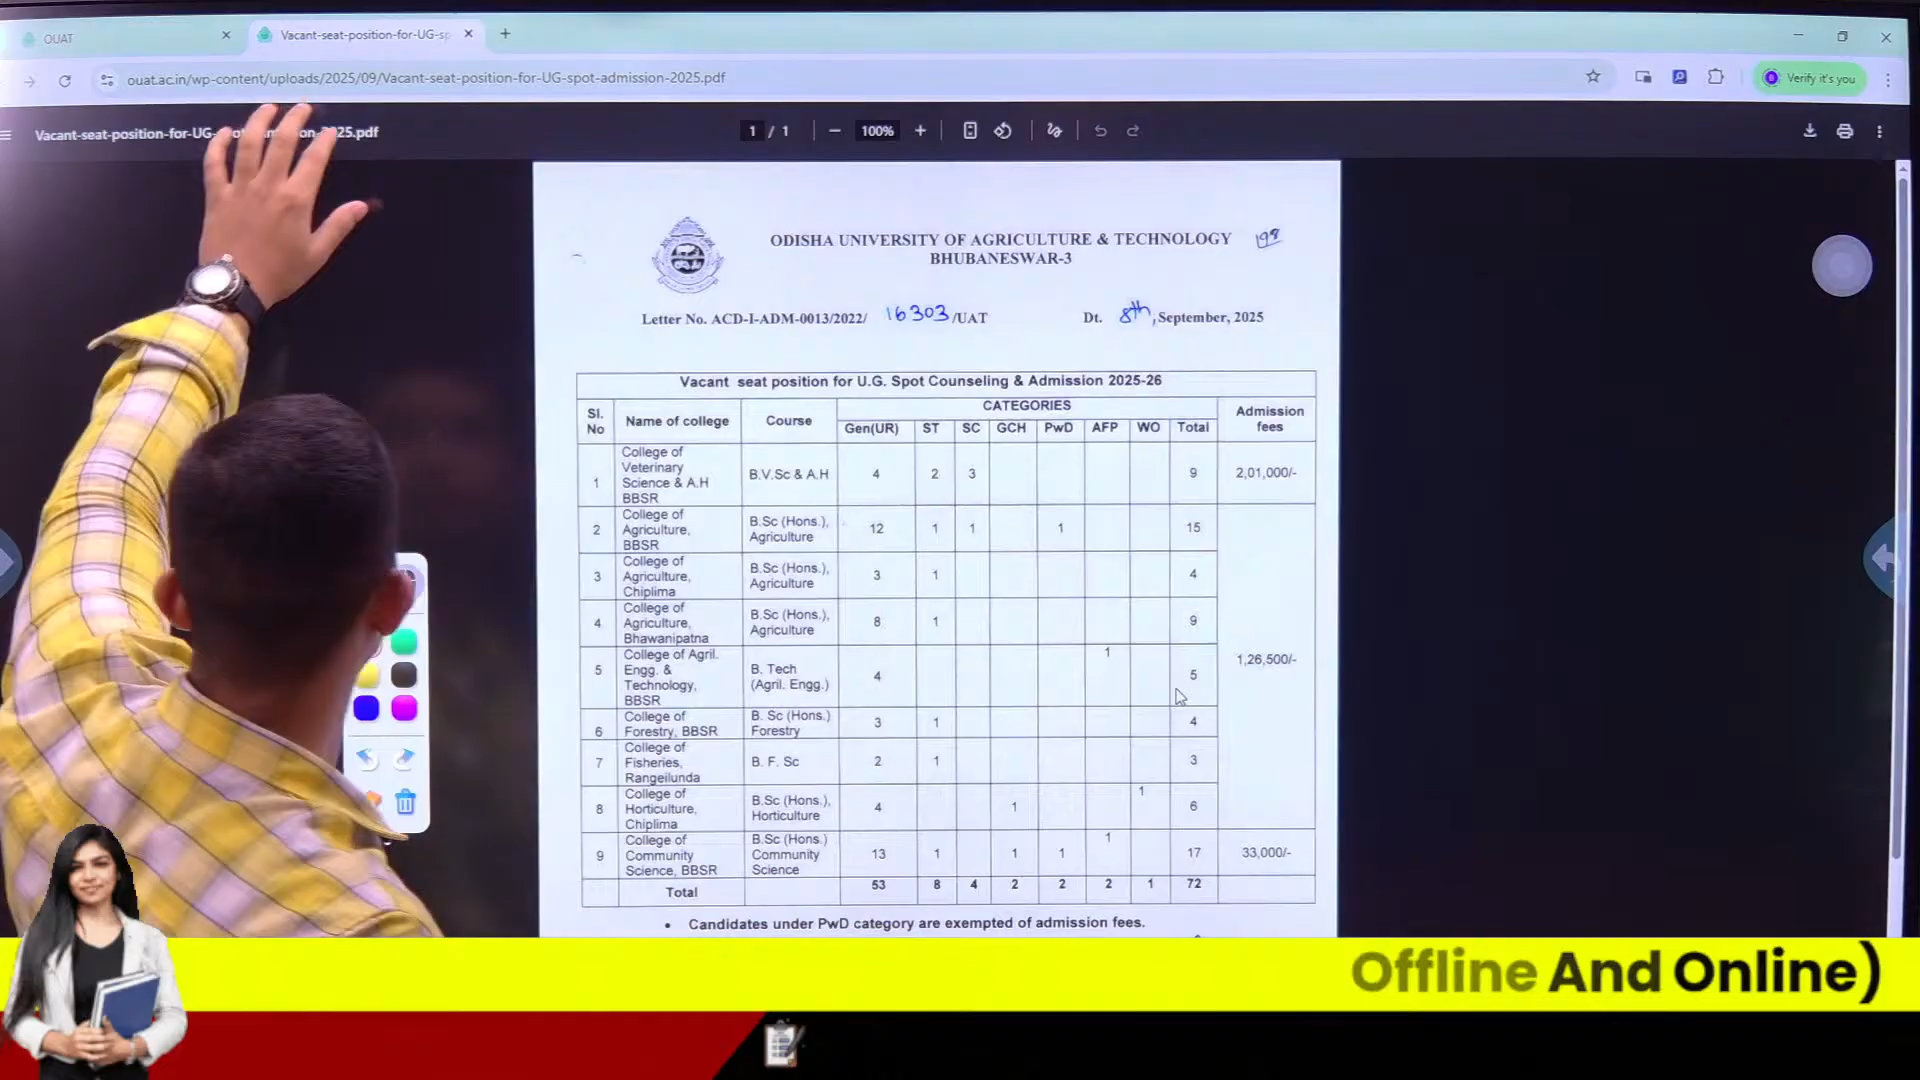 OUAT
Vacant-seat-position-for-UG-sp
ouat.ac.in/wp-content/uploads/2025/09/Vacant-seat-position-for-UG-spot-admission-2025.pdf
Verify it's you
Vacant-seat-position-for-UG-
2025.pdf
1 / 1
100%
ODISHA UNIVERSITY OF AGRICULTURE & TECHNOLOGY
BHUBANESWAR-3
198
Letter No. ACD-I-ADM-0013/2022/ 16303 /UAT Dt. 8th, September, 2025
Vacant seat position for U.G. Spot Counseling & Admission 2025-26
Sl. No Name of college Course CATEGORIES Admission fees
Gen(UR) ST SC GCH PwD AFP WO Total
1 College of Veterinary Science & A.H BBSR B.V.Sc & A.H 4 2 3 9 2,01,000/-
2 College of Agriculture, BBSR B.Sc (Hons.), Agriculture 12 1 1 1 15
3 College of Agriculture, Chiplima B.Sc (Hons.), Agriculture 3 1 4
4 College of Agriculture, Bhawanipatna B.Sc (Hons.), Agriculture 8 1 9
5 College of Agril. Engg. & Technology, BBSR B. Tech (Agril. Engg.) 4 1 5 1,26,500/-
6 College of Forestry, BBSR B. Sc (Hons.) Forestry 3 1 4
7 College of Fisheries, Rangeilunda B. F. Sc 2 1 3
8 College of Horticulture, Chiplima B.Sc (Hons.), Horticulture 4 1 1 6
9 College of Community Science, BBSR B.Sc (Hons.) Community Science 13 1 1 1 1 17 33,000/-
Total 53 8 4 2 2 2 1 72
• Candidates under PwD category are exempted of admission fees.
Offline And Online)